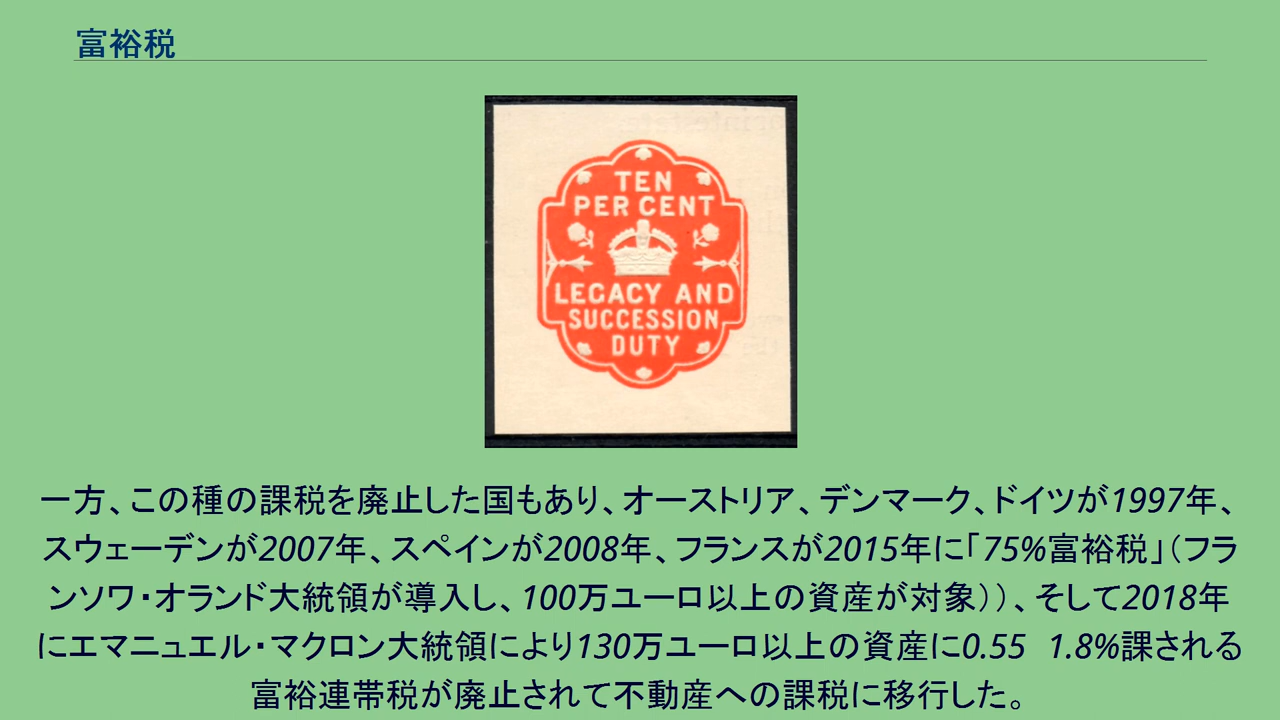 富裕税
TEN
PER CENT
LEGACY AND
SUCCESSION
DUTY
一方、この種の課税を廃止した国もあり、オーストリア、デンマーク、ドイツが1997年、
スウェーデンが2007年、スペインが2008年、フランスが2015年に「75%富裕税」（フラ
ンソワ・オランド大統領が導入し、100万ユーロ以上の資産が対象））、そして2018年
にエマニュエル・マクロン大統領により130万ユーロ以上の資産に0.55 1.8%課される
富裕連帯税が廃止されて不動産への課税に移行した。